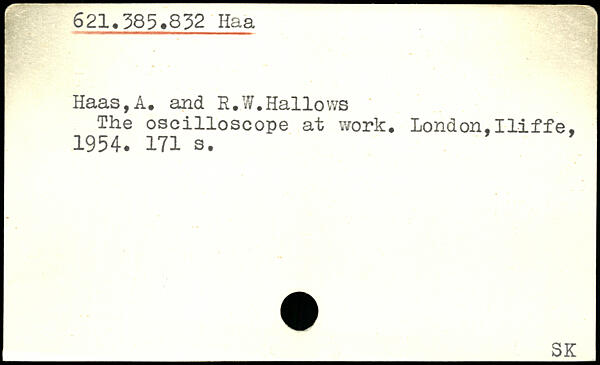 621.385.832 Haa
Haas,A. and R.W.Hallows
The oscilloscope at work. London,Iliffe,
1954. 171 s.
SK